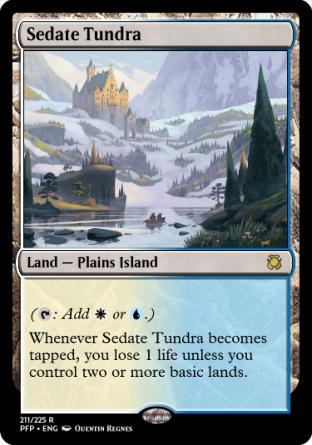 Sedate Tundra
Land — Plains Island
(: Add or .)
Whenever Sedate Tundra becomes
tapped, you lose 1 life unless you
control two or more basic lands.
211/225 R
PFP • ENG Quentin Regnes